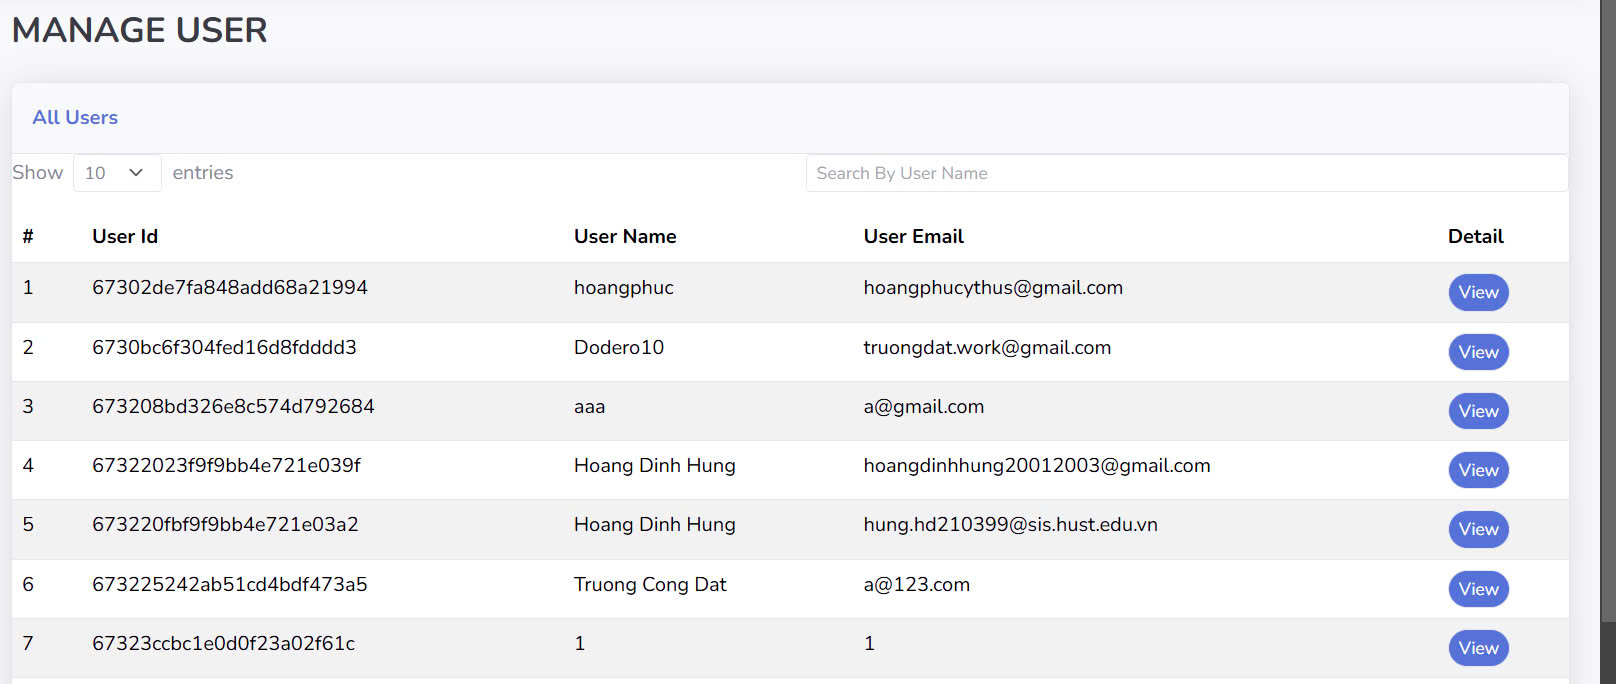 MANAGE USER
All Users
Show 10 entries Search By User Name
# User Id User Name User Email Detail
1 67302de7fa848add68a21994 hoangphuc hoangphucythus@gmail.com View
2 6730bc6f304fed16d8fdddd3 Dodero10 truongdat.work@gmail.com View
3 673208bd326e8c574d792684 aaa a@gmail.com View
4 67322023f9f9bb4e721e039f Hoang Dinh Hung hoangdinhhung20012003@gmail.com View
5 673220fbf9f9bb4e721e03a2 Hoang Dinh Hung hung.hd210399@sis.hust.edu.vn View
6 673225242ab51cd4bdf473a5 Truong Cong Dat a@123.com View
7 67323ccbc1e0d0f23a02f61c 1 1 View